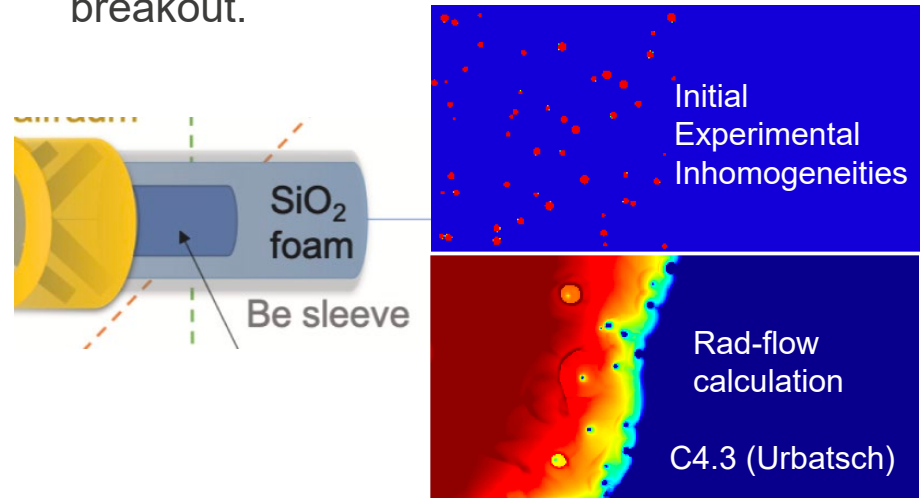 breakout.
SiO₂
foam
Be sleeve
Initial
Experimental
Inhomogeneities
Rad-flow
calculation
C4.3 (Urbatsch)